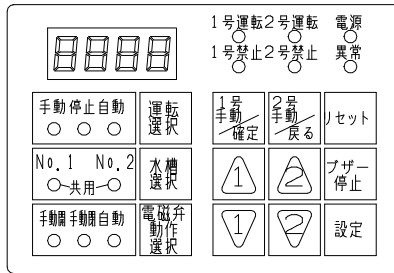 8888
1号運転 2号運転 電源
1号禁止 2号禁止 異常
手動 停止 自動
運転
選択
1号
手動
確定
2号
手動
戻る
リセット
No.1 No.2
共用
水槽
選択
1
2
ブザー
停止
手動開 手動閉 自動
電磁弁
動作
選択
1
2
設定